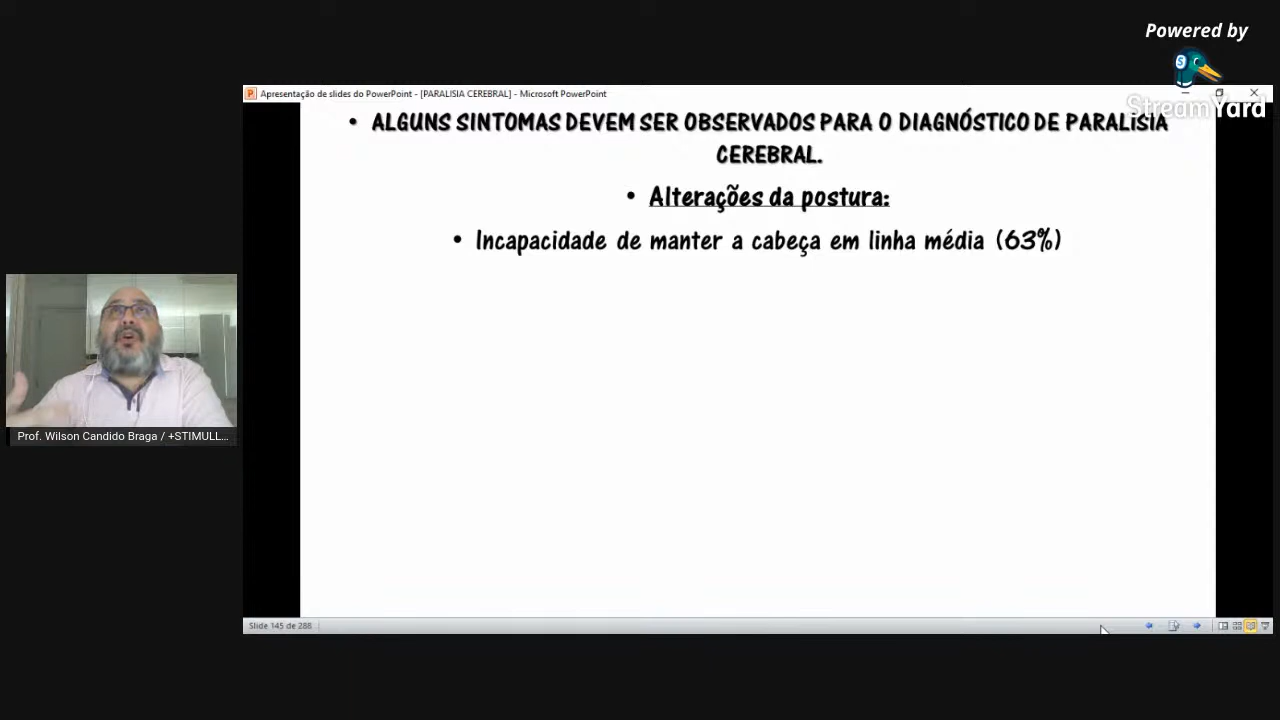 Powered by
StreamYard
Apresentação de slides do PowerPoint - [PARALISIA CEREBRAL] - Microsoft PowerPoint
• ALGUNS SINTOMAS DEVEM SER OBSERVADOS PARA O DIAGNÓSTICO DE PARALISIA
CEREBRAL.
• Alterações da postura:
• Incapacidade de manter a cabeça em linha média (63%)
Prof. Wilson Candido Braga / +STIMULL...
Slide 145 de 288